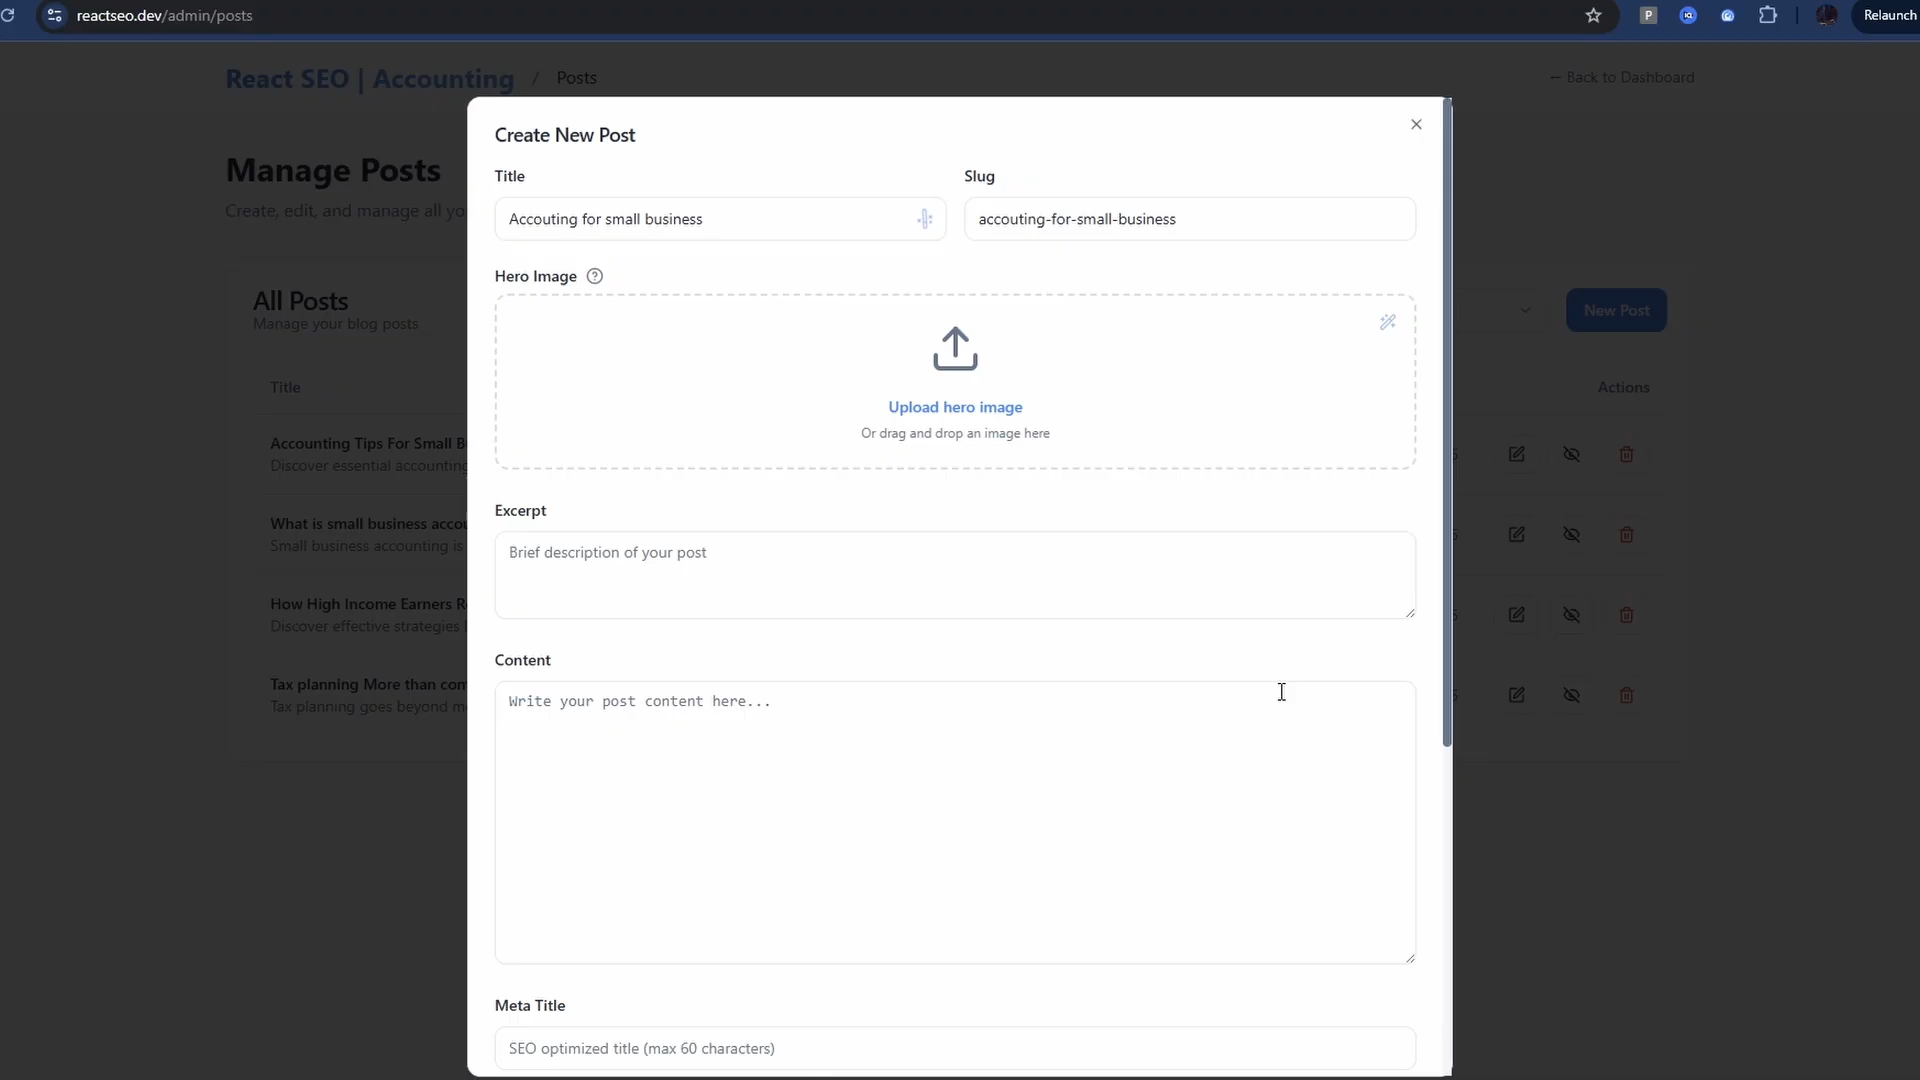 reactseo.dev/admin/posts
P
Relaunch
React SEO | Accounting / Posts
← Back to Dashboard
Create New Post
Manage Posts
Title
Slug
Create, edit, and manage all yo
Accouting for small business
accouting-for-small-business
Hero Image
All Posts
Manage your blog posts
New Post
Title
Actions
Upload hero image
Or drag and drop an image here
Accounting Tips For Small B
Discover essential accounting
Excerpt
What is small business accou
Small business accounting is
Brief description of your post
How High Income Earners R
Discover effective strategies
Content
Tax planning More than con
Tax planning goes beyond m
Write your post content here...
Meta Title
SEO optimized title (max 60 characters)